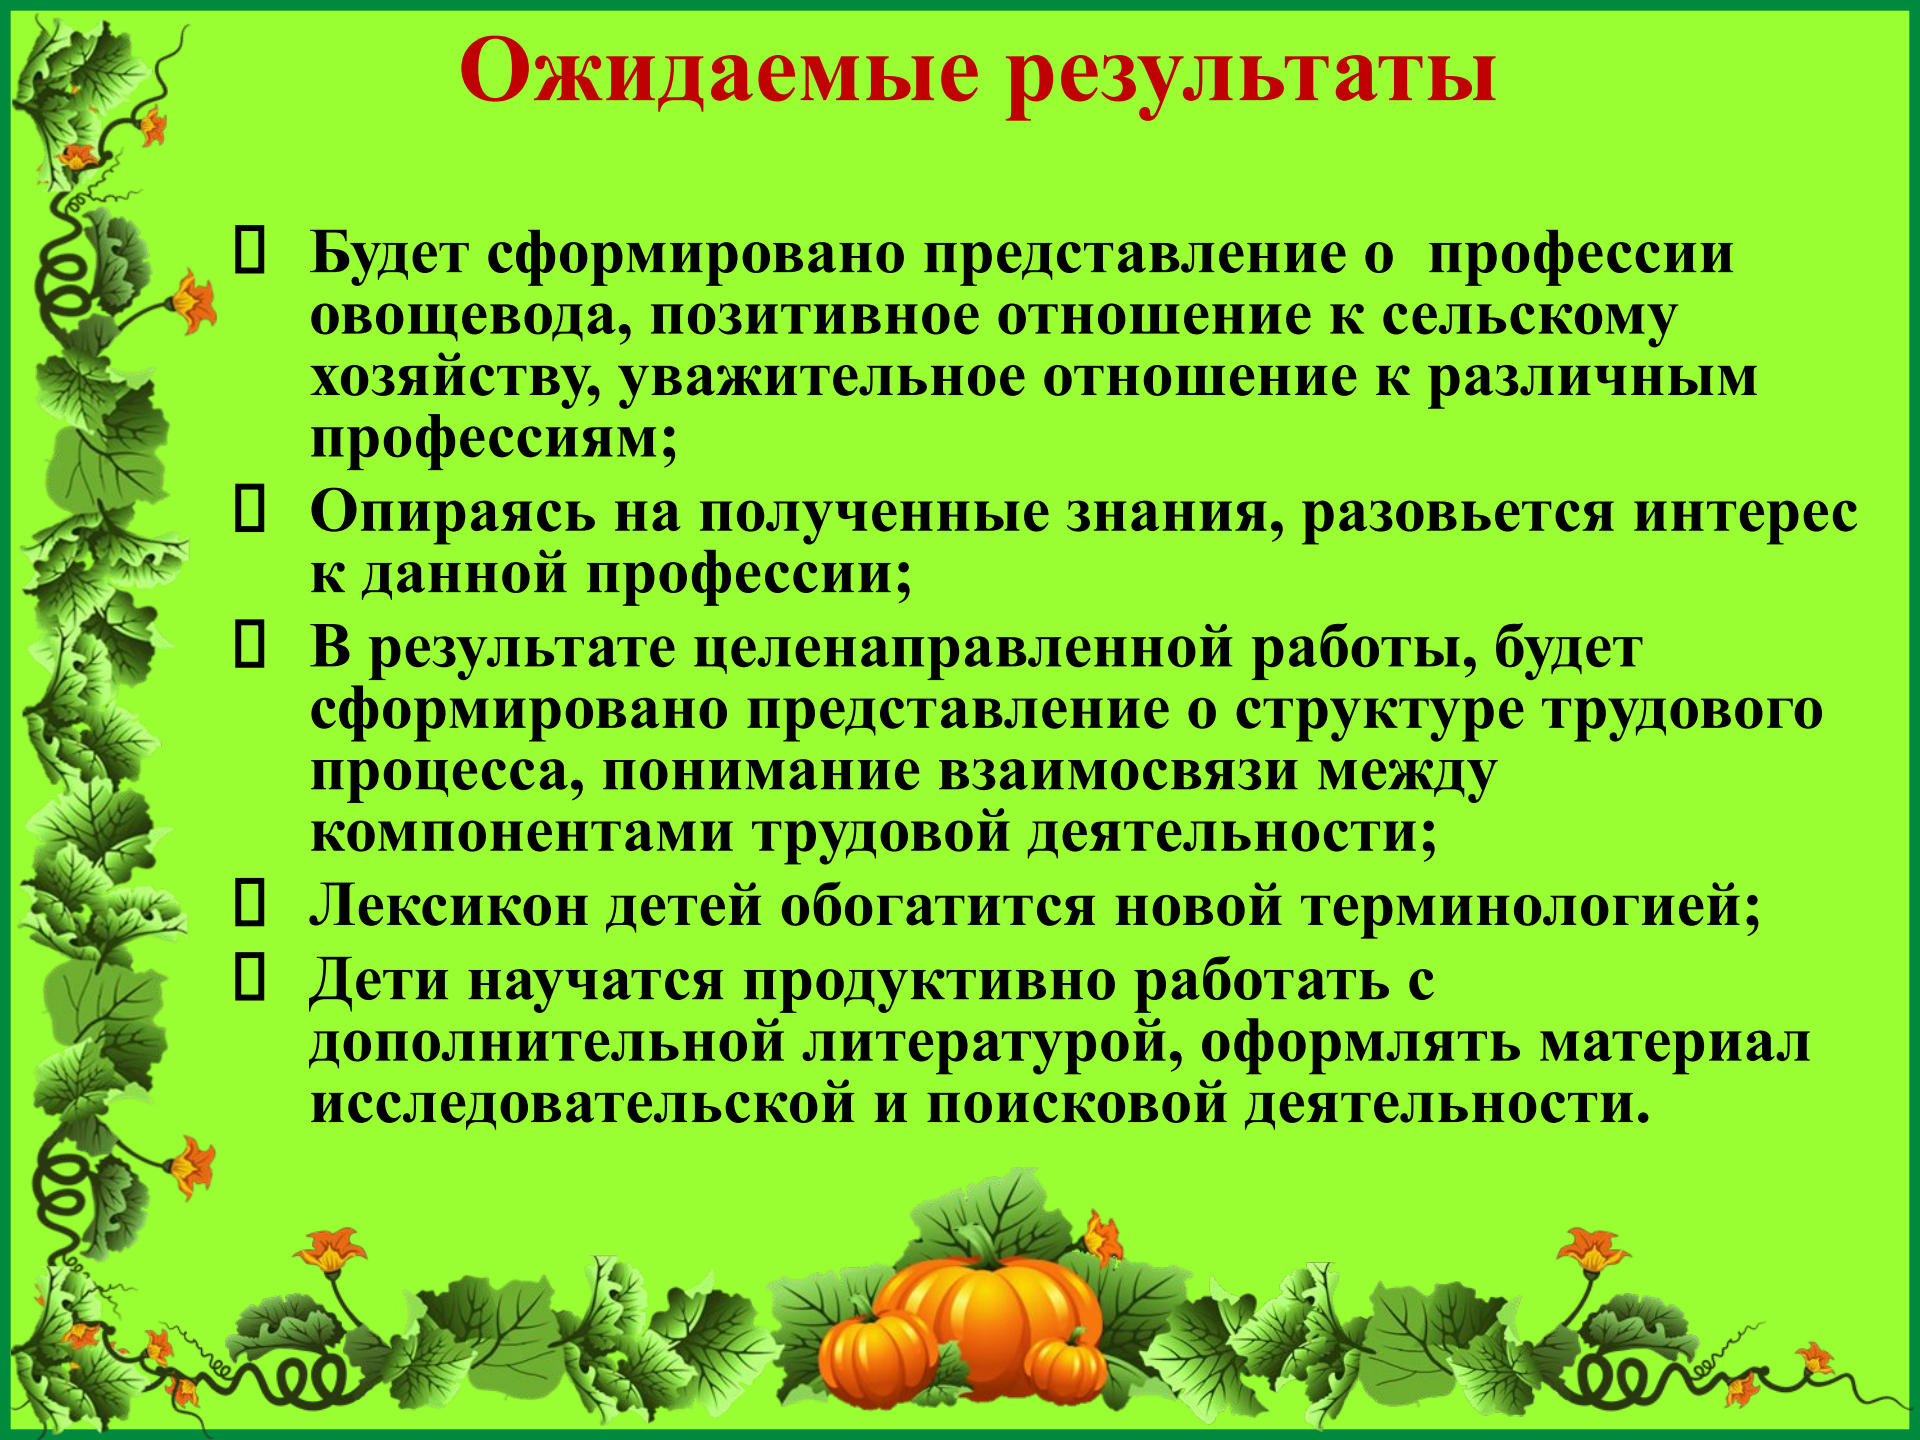 Ожидаемые результаты
Будет сформировано представление о  профессии
овощевода, позитивное отношение к сельскому
хозяйству, уважительное отношение к различным
профессиям;
Опираясь на полученные знания, разовьется интерес
к данной профессии;
В результате целенаправленной работы, будет
сформировано представление о структуре трудового
процесса, понимание взаимосвязи между
компонентами трудовой деятельности;
Лексикон детей обогатится новой терминологией;
Дети научатся продуктивно работать с
дополнительной литературой, оформлять материал
исследовательской и поисковой деятельности.